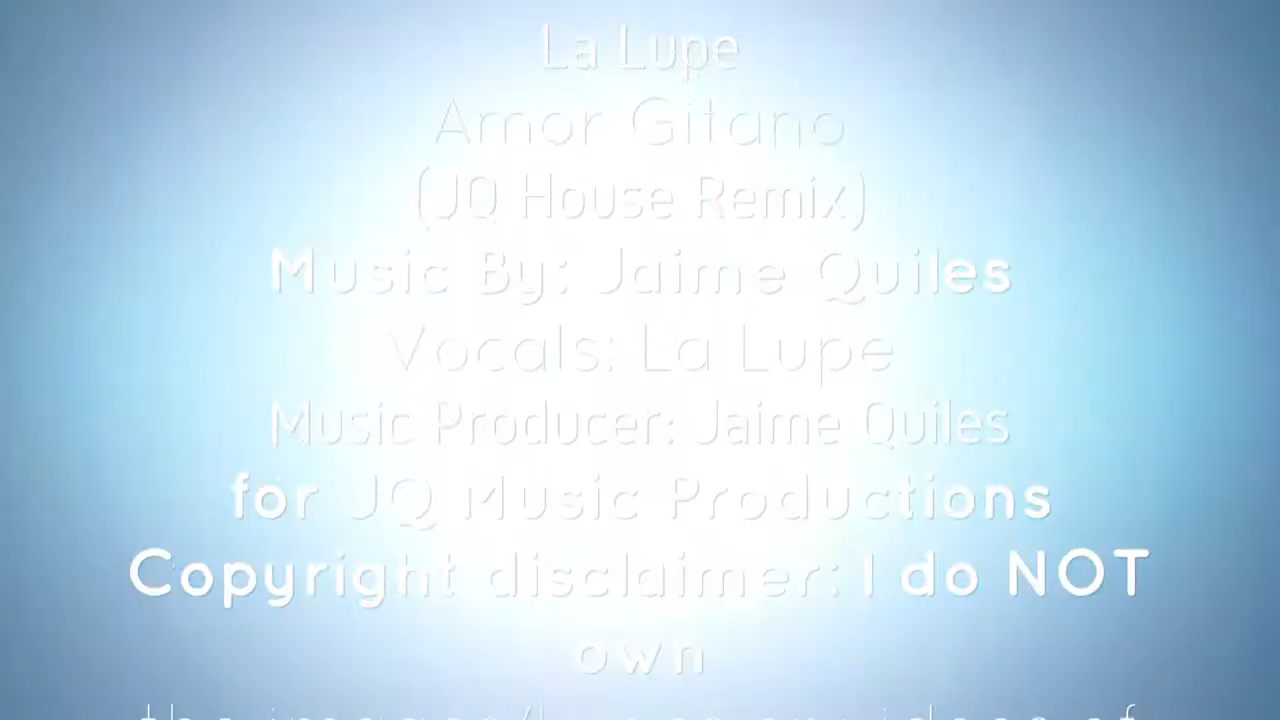 La Lupe
Amor Gitano
(JQ House Remix)
Music By: Jaime Quiles
Vocals: La Lupe
Music Producer: Jaime Quiles
for JQ Music Productions
Copyright disclaimer: I do NOT
own
the